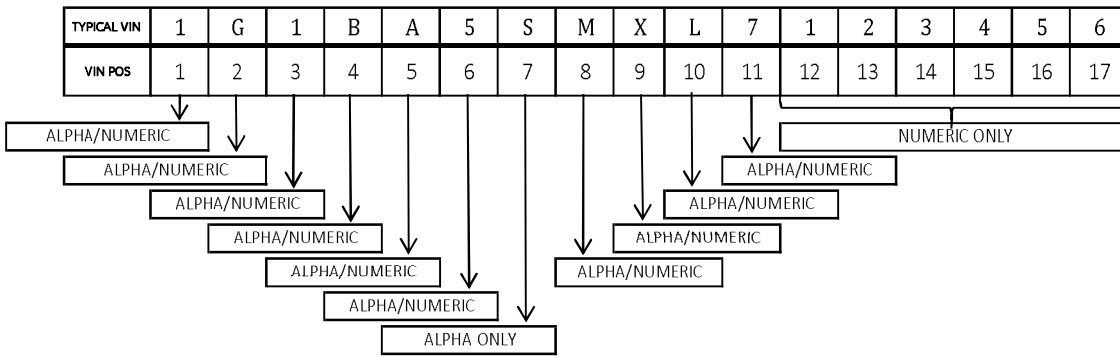 TYPICAL VIN 1 G 1 B A 5 S M X L 7 1 2 3 4 5 6
VIN POS 1 2 3 4 5 6 7 8 9 10 11 12 13 14 15 16 17
ALPHA/NUMERIC NUMERIC ONLY
ALPHA/NUMERIC ALPHA/NUMERIC
ALPHA/NUMERIC ALPHA/NUMERIC
ALPHA/NUMERIC ALPHA/NUMERIC
ALPHA/NUMERIC ALPHA/NUMERIC
ALPHA/NUMERIC
ALPHA ONLY